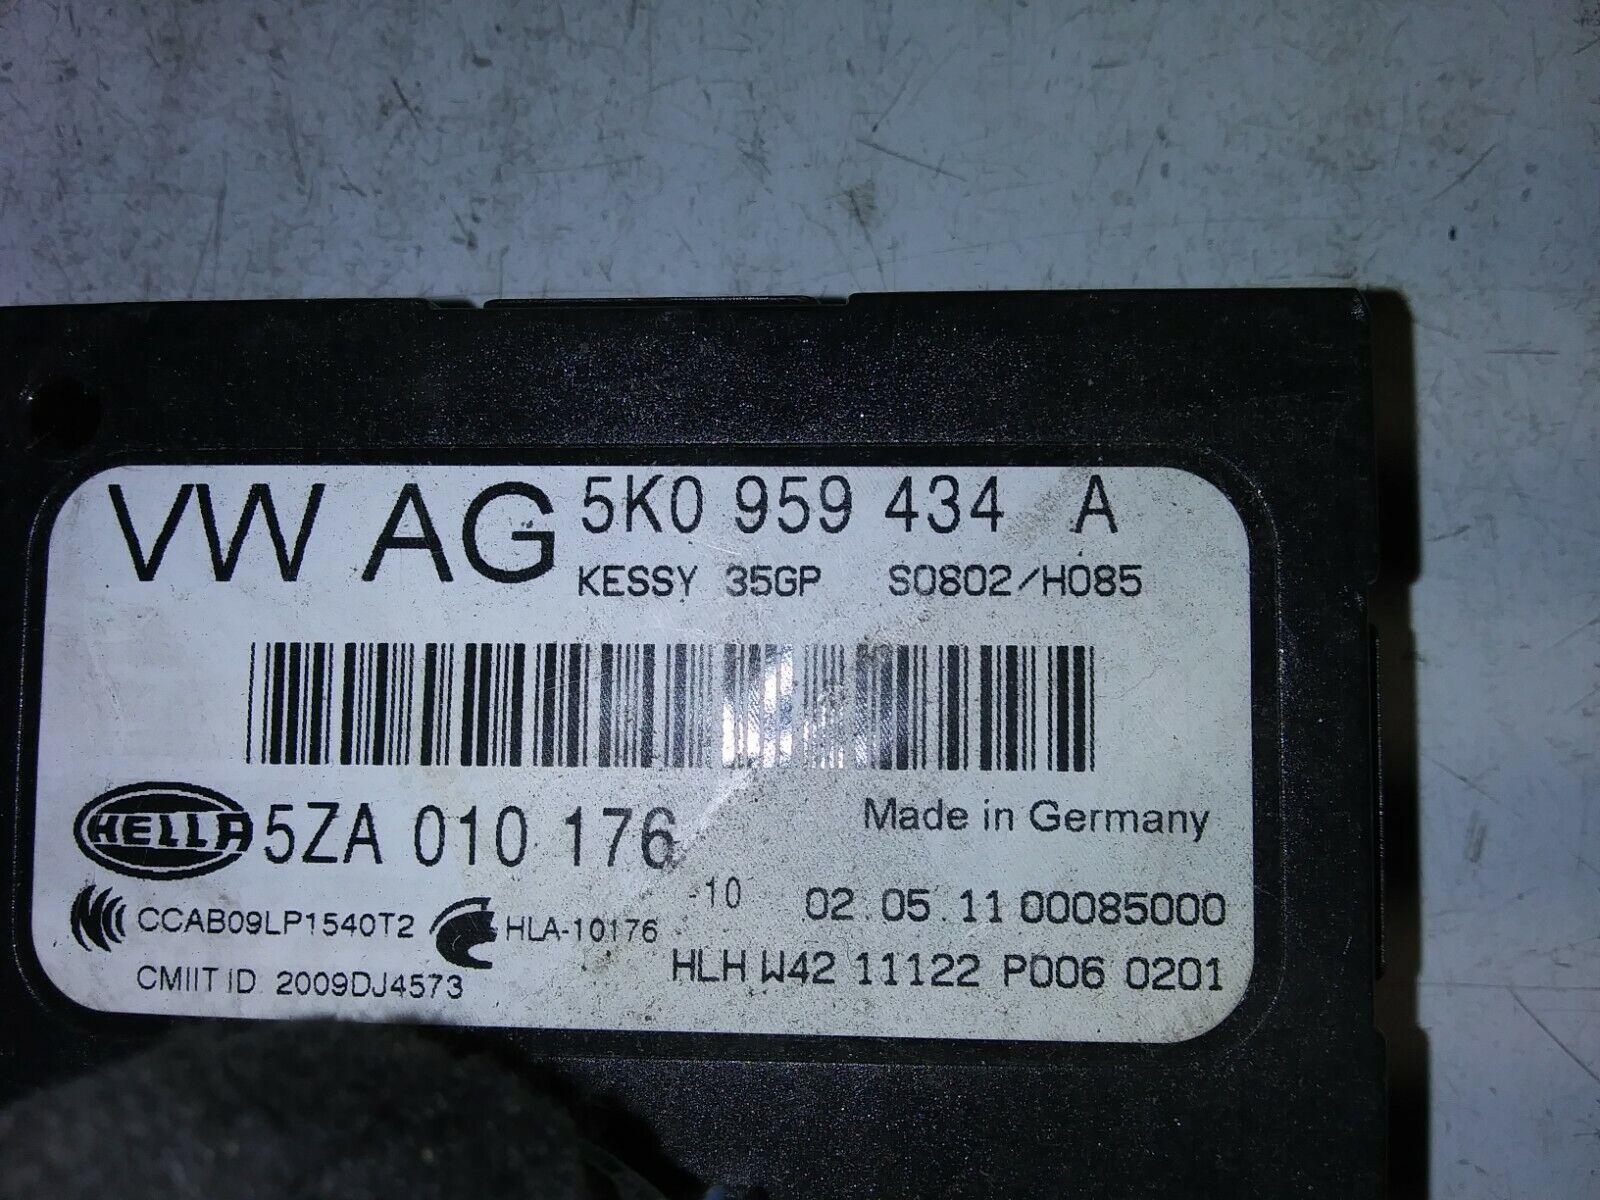 VW AG 5K0 959 434 A
KESSY 35GP S0802/H085
HELLA 5ZA 010 176 Made in Germany
-10 02.05.11 00085000
CCAB09LP1540T2 HLA-10176
CMIIT ID 2009DJ4573 HLH W42 11122 P006 0201